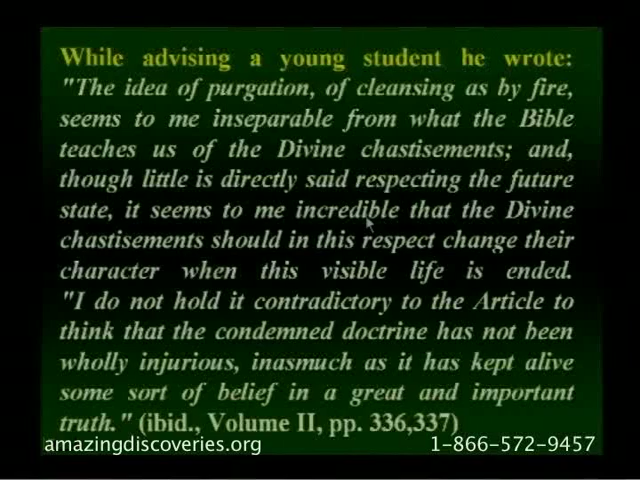 While advising a young student he wrote:
"The idea of purgation, of cleansing as by fire,
seems to me inseparable from what the Bible
teaches us of the Divine chastisements; and,
though little is directly said respecting the future
state, it seems to me incredible that the Divine
chastisements should in this respect change their
character when this visible life is ended.
"I do not hold it contradictory to the Article to
think that the condemned doctrine has not been
wholly injurious, inasmuch as it has kept alive
some sort of belief in a great and important
truth." (ibid., Volume II, pp. 336,337)
amazingdiscoveries.org 1-866-572-9457